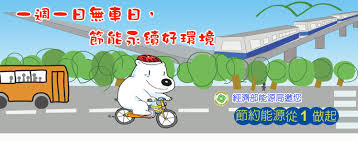 一週一日無車日，
節能永續好環境
經濟部能源局邀您
節約能源從1做起